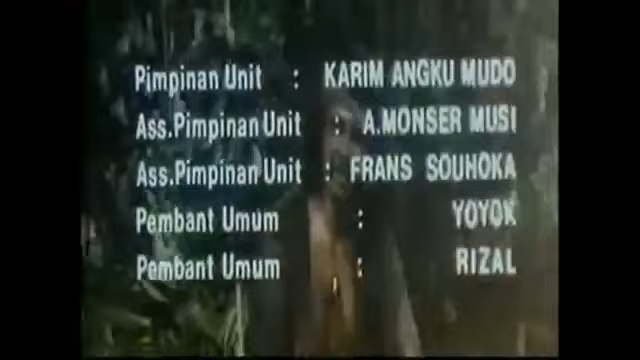 Pimpinan Unit : KARIM ANGKU MUDO
Ass.Pimpinan Unit : A.MONSER MUSI
Ass.Pimpinan Unit : FRANS SOUHOKA
Pembant Umum : YOYOK
Pembant Umum : RIZAL